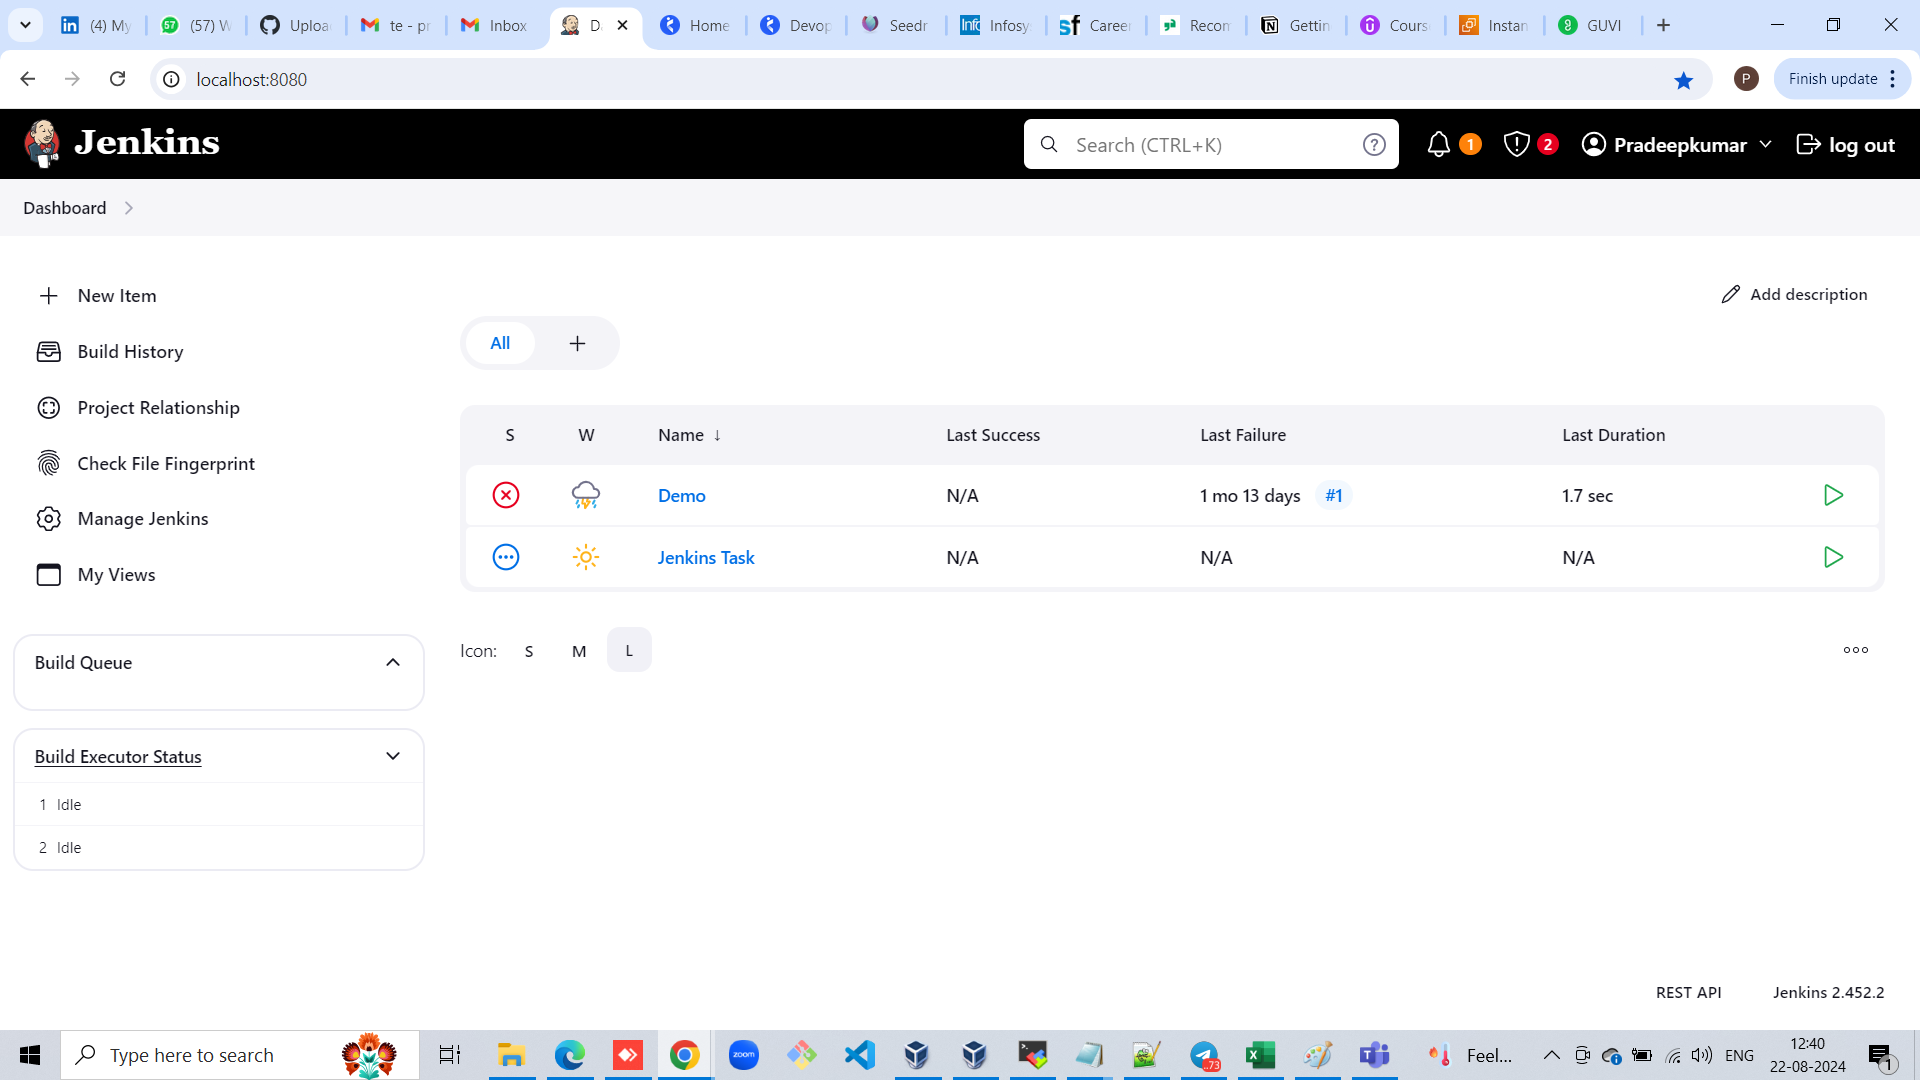 (4) My
(57) W
Uploa
te - pr
Inbox
D
Home
Devop
Seedr
Infosy
Career
Recom
Gettin
Cours
Instan
GUVI
localhost:8080
P
Finish update
Jenkins
Search (CTRL+K)
1
2
Pradeepkumar
log out
Dashboard
New Item
Add description
All
Build History
Project Relationship
Check File Fingerprint
Manage Jenkins
My Views
S W Name ↓ Last Success Last Failure Last Duration
Demo N/A 1 mo 13 days #1 1.7 sec
Jenkins Task N/A N/A N/A
Icon: S M L
Build Queue
Build Executor Status
1 Idle
2 Idle
REST API
Jenkins 2.452.2
Type here to search
zoom
Feel...
ENG
12:40
22-08-2024
1